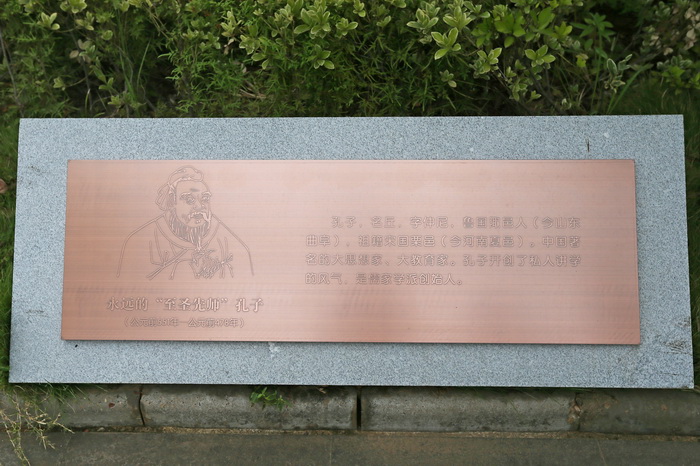 永远的“至圣先师”孔子
（公元前551年—公元前479年）
孔子，名丘，字仲尼，鲁国陬邑人（今山东
曲阜），祖籍宋国栗邑（今河南夏邑），中国著
名的大思想家、大教育家。孔子开创了私人讲学
的风气，是儒家学派创始人。